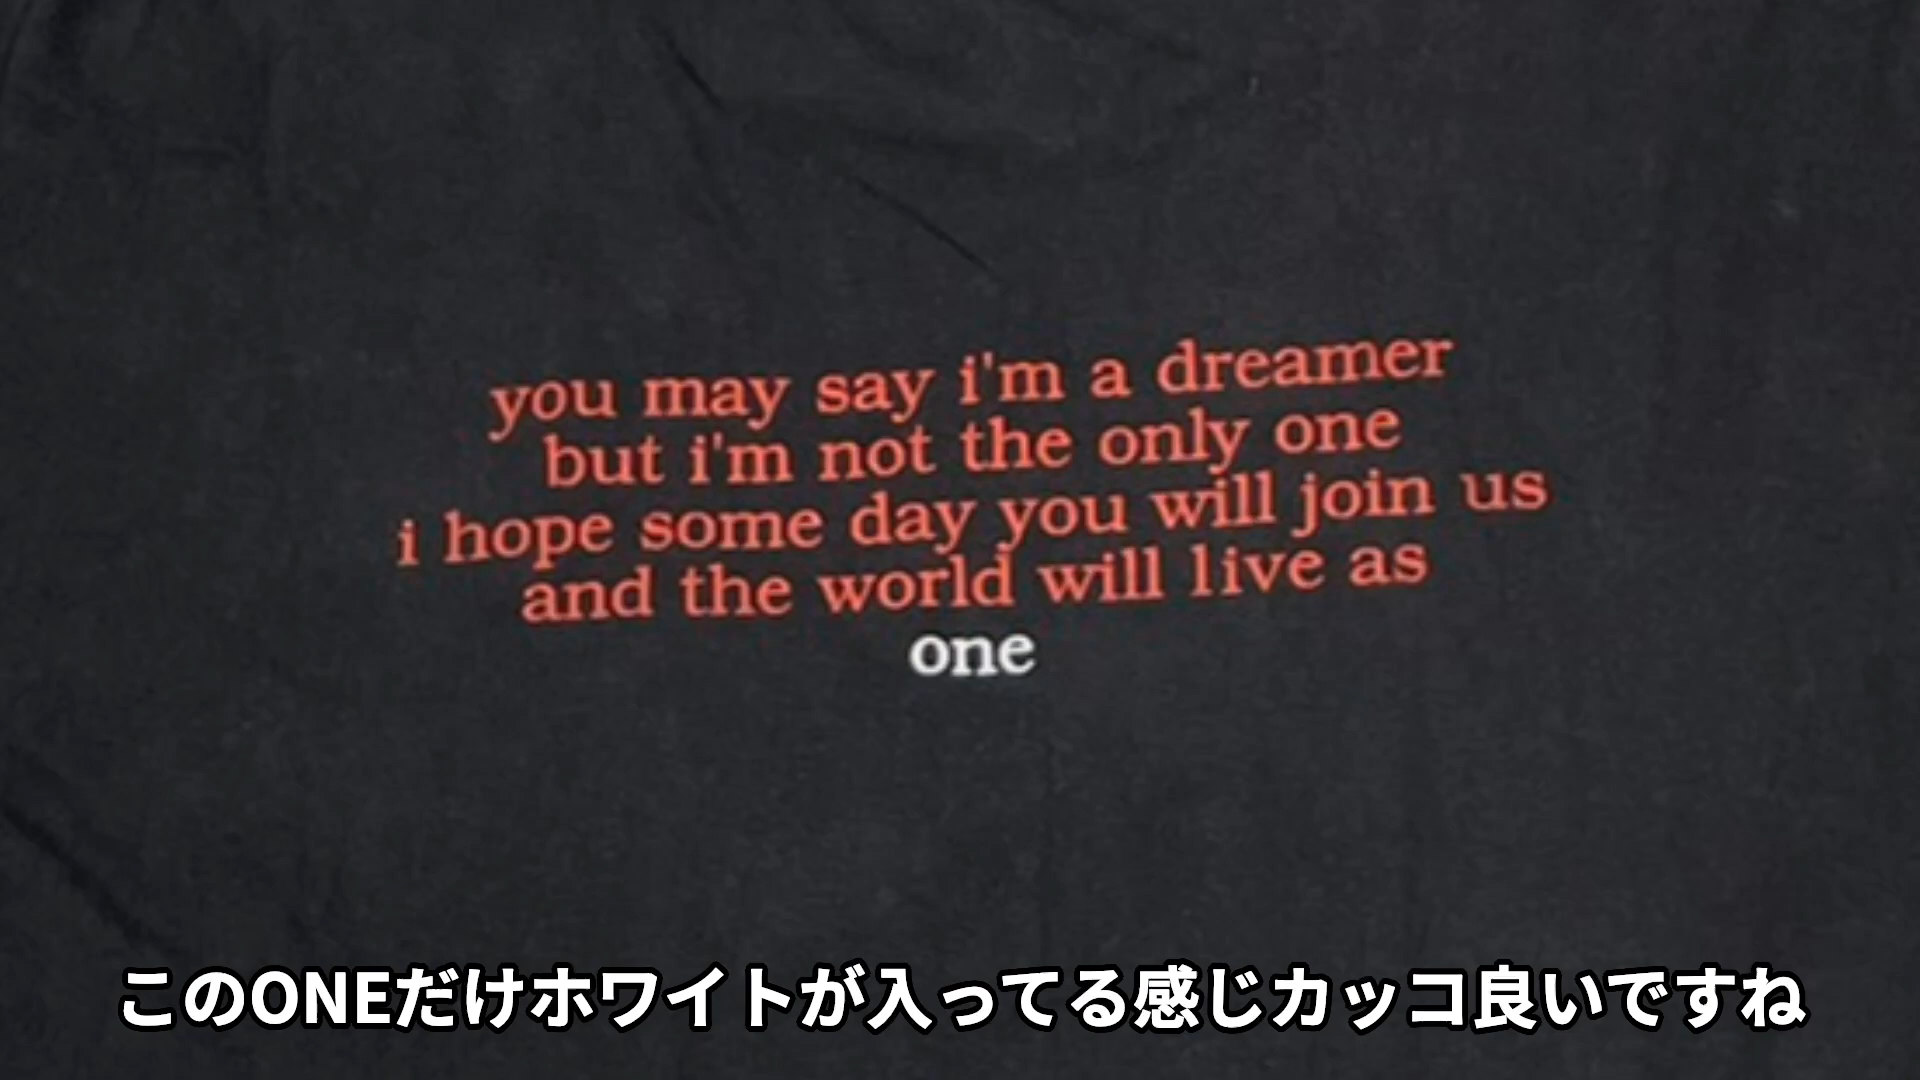 you may say i'm a dreamer
but i'm not the only one
i hope some day you will join us
and the world will live as
one
このONEだけホワイトが入ってる感じカッコ良いですね